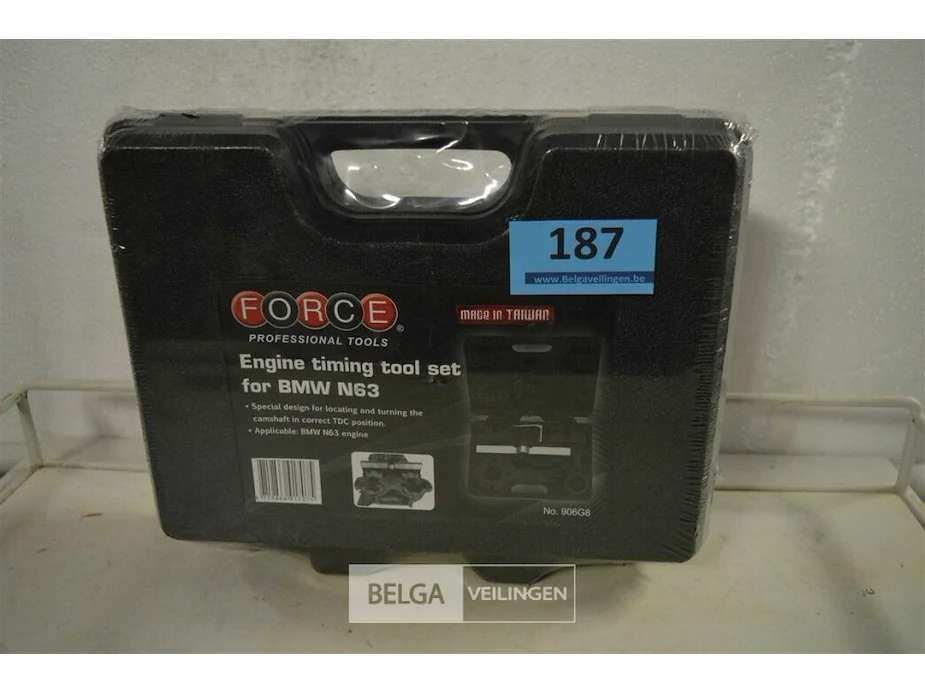 187
www.Belgaveilingen.be
FORCE®
PROFESSIONAL TOOLS
MADE IN TAIWAN
Engine timing tool set
for BMW N63
• Special design for locating and turning the
camshaft in correct TDC position.
• Applicable: BMW N63 engine
No. 906G8
BELGA VEILINGEN